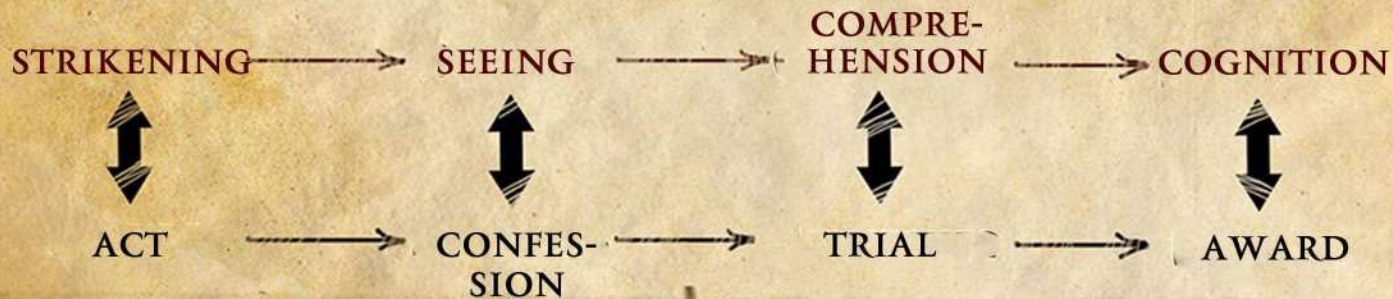 STRIKENING SEEING COMPRE-
HENSION COGNITION
ACT CONFES-
SION TRIAL AWARD